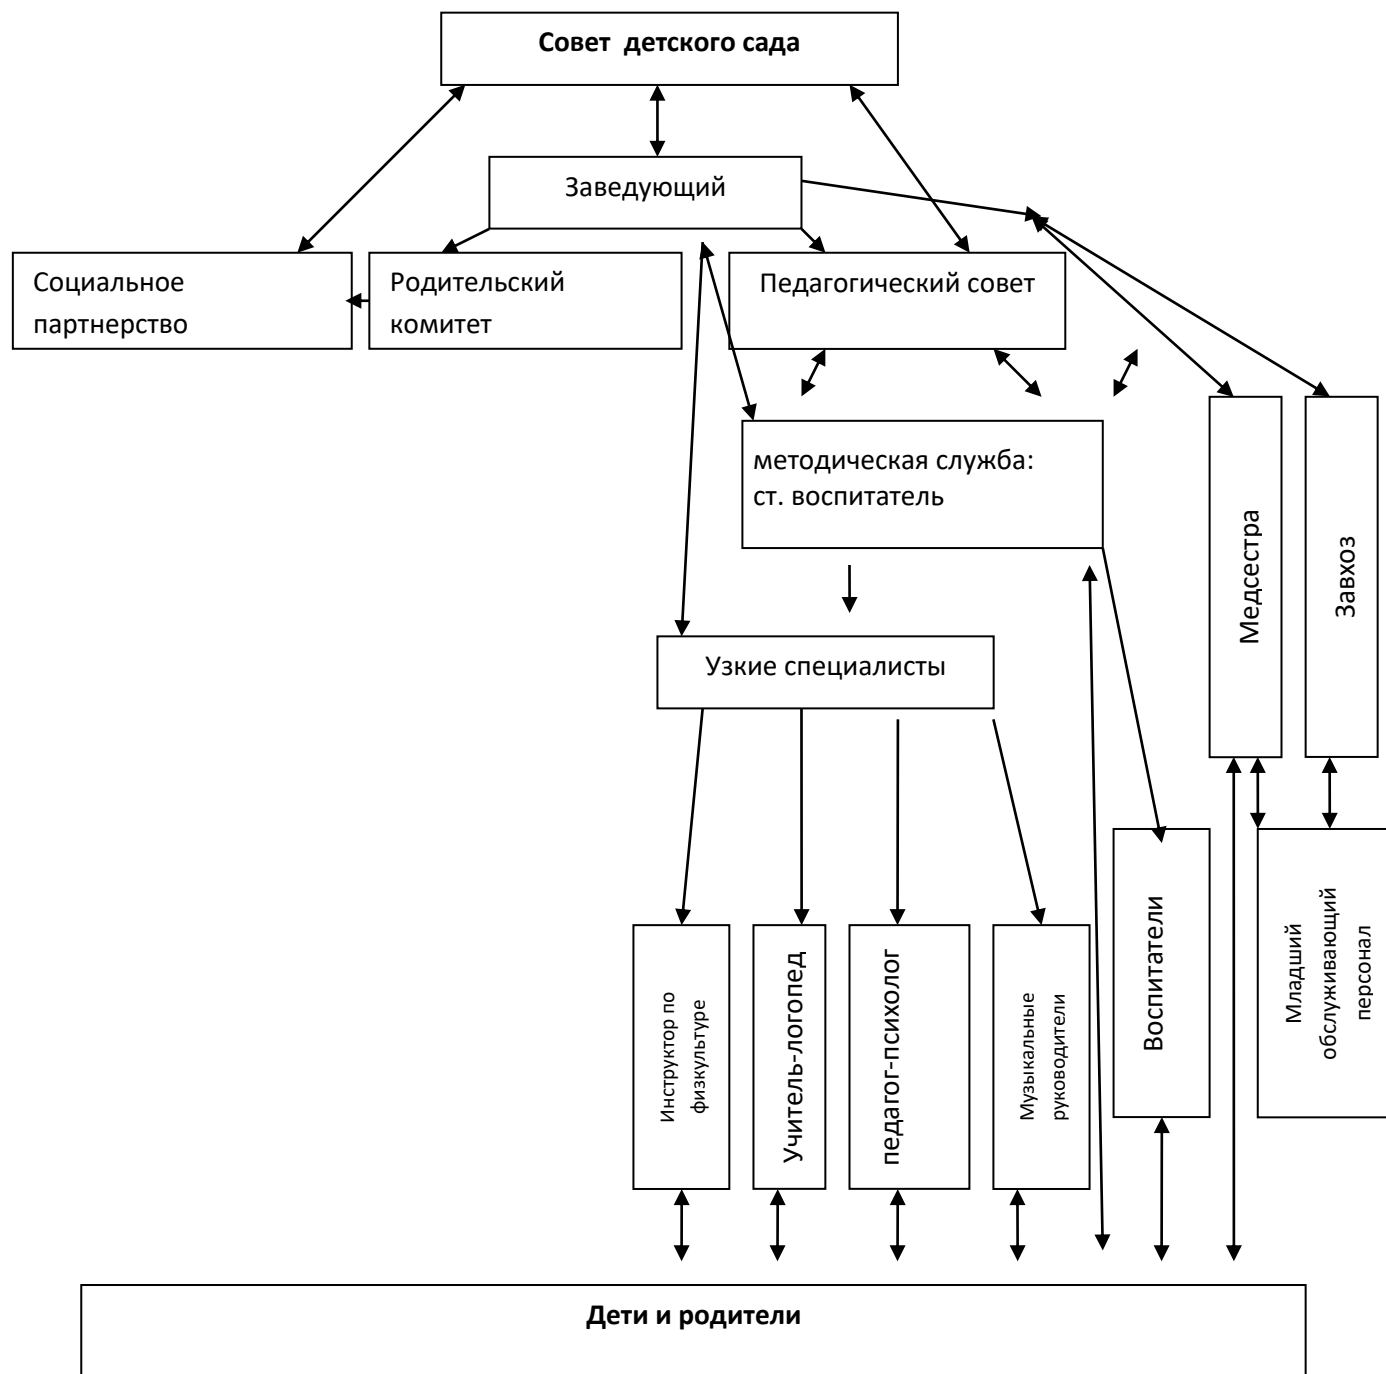 Совет детского сада
Заведующий
Социальное
партнерство
Родительский
комитет
Педагогический совет
методическая служба:
ст. воспитатель
Медсестра
Завхоз
Узкие специалисты
Инструктор по
физкультуре
Учитель-логопед
педагог-психолог
Музыкальные
руководители
Воспитатели
Младший
обслуживающий
персонал
Дети и родители